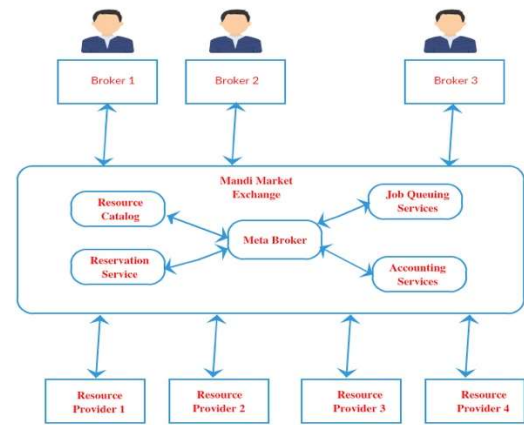 Broker 1
Broker 2
Broker 3
Mandi Market
Exchange
Resource
Catalog
Job Queuing
Services
Meta Broker
Reservation
Service
Accounting
Services
Resource
Provider 1
Resource
Provider 2
Resource
Provider 3
Resource
Provider 4